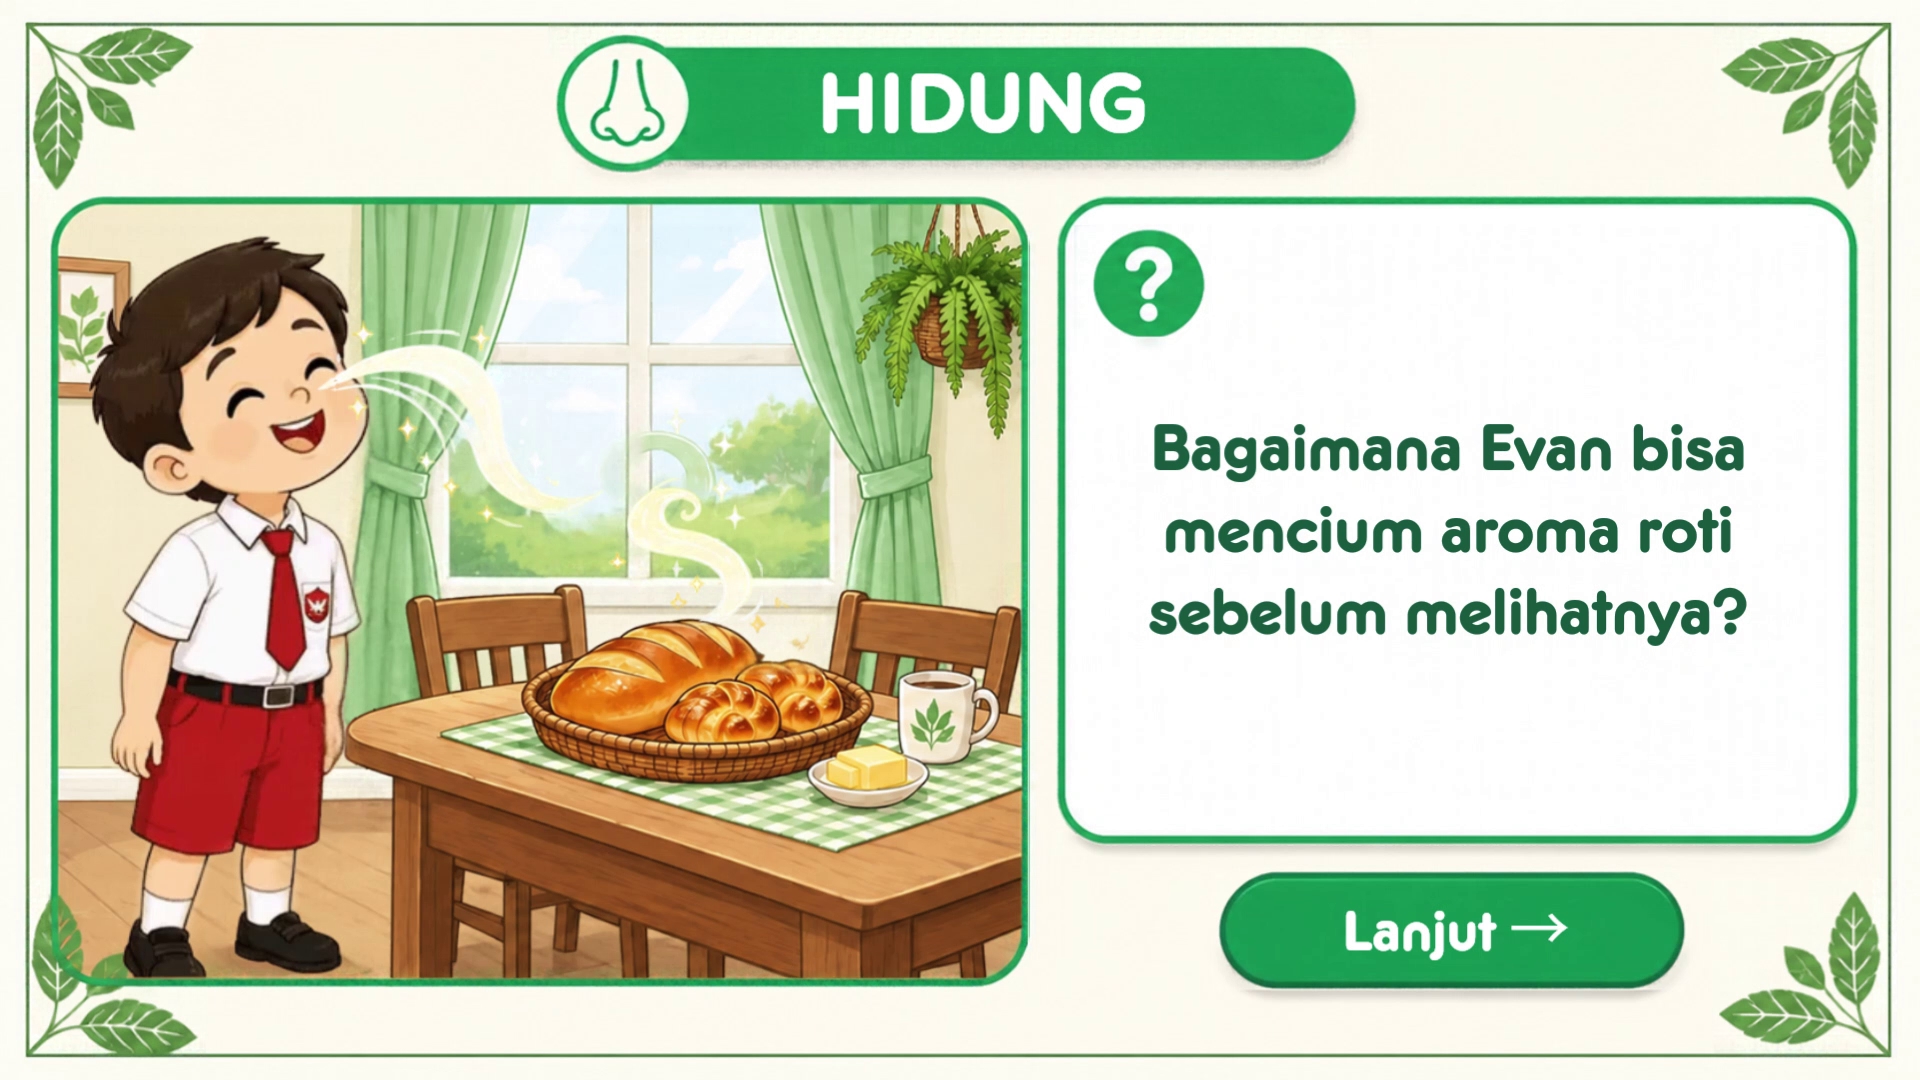 HIDUNG
?
Bagaimana Evan bisa
mencium aroma roti
sebelum melihatnya?
Lanjut →